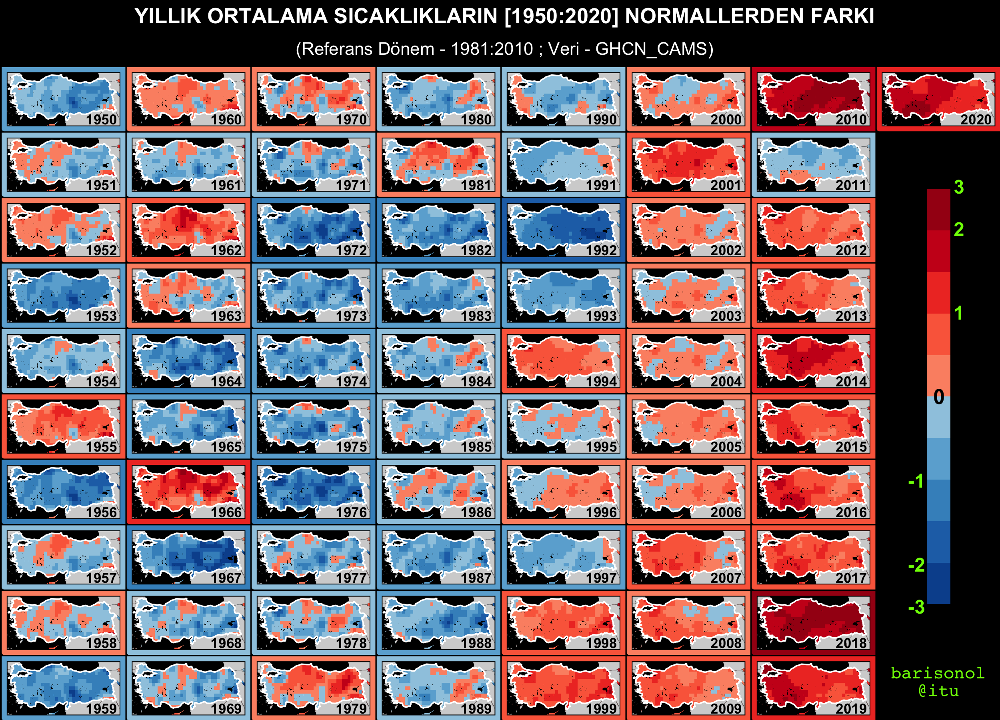 YILLIK ORTALAMA SICAKLIKLARIN [1950:2020] NORMALLERDEN FARKI
(Referans Dönem - 1981:2010 ; Veri - GHCN_CAMS)
1950 1960 1970 1980 1990 2000 2010 2020
1951 1961 1971 1981 1991 2001 2011
1952 1962 1972 1982 1992 2002 2012
1953 1963 1973 1983 1993 2003 2013
1954 1964 1974 1984 1994 2004 2014
1955 1965 1975 1985 1995 2005 2015
1956 1966 1976 1986 1996 2006 2016
1957 1967 1977 1987 1997 2007 2017
1958 1968 1978 1988 1998 2008 2018
1959 1969 1979 1989 1999 2009 2019
3
2
1
0
-1
-2
-3
barisonol
@itu